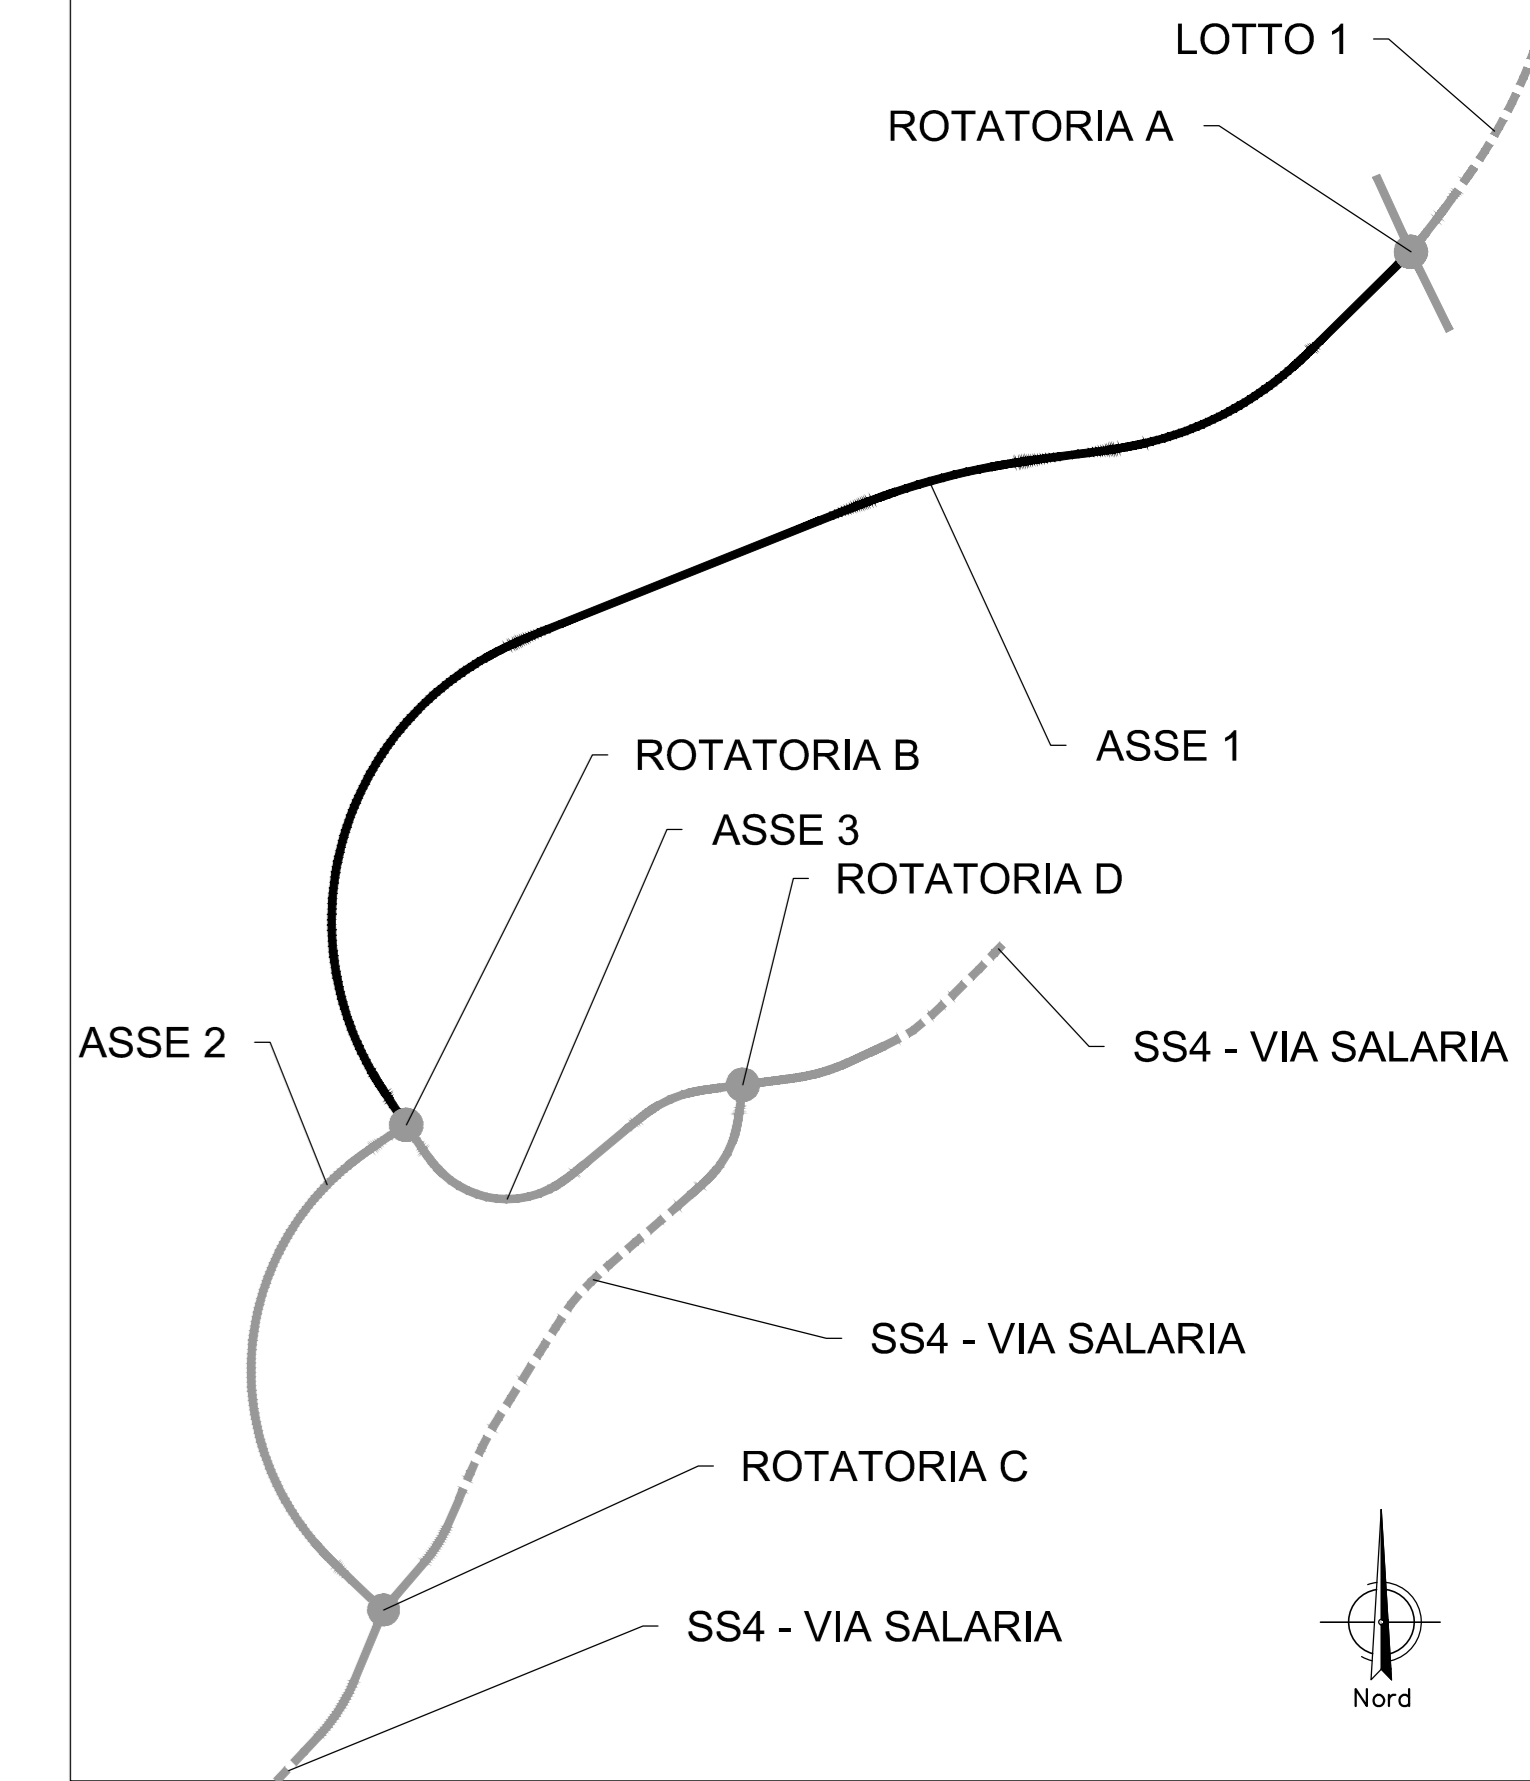 LOTTO 1
ROTATORIA A
ASSE 1
ROTATORIA B
ASSE 3
ROTATORIA D
ASSE 2
SS4 - VIA SALARIA
SS4 - VIA SALARIA
ROTATORIA C
SS4 - VIA SALARIA
Nord